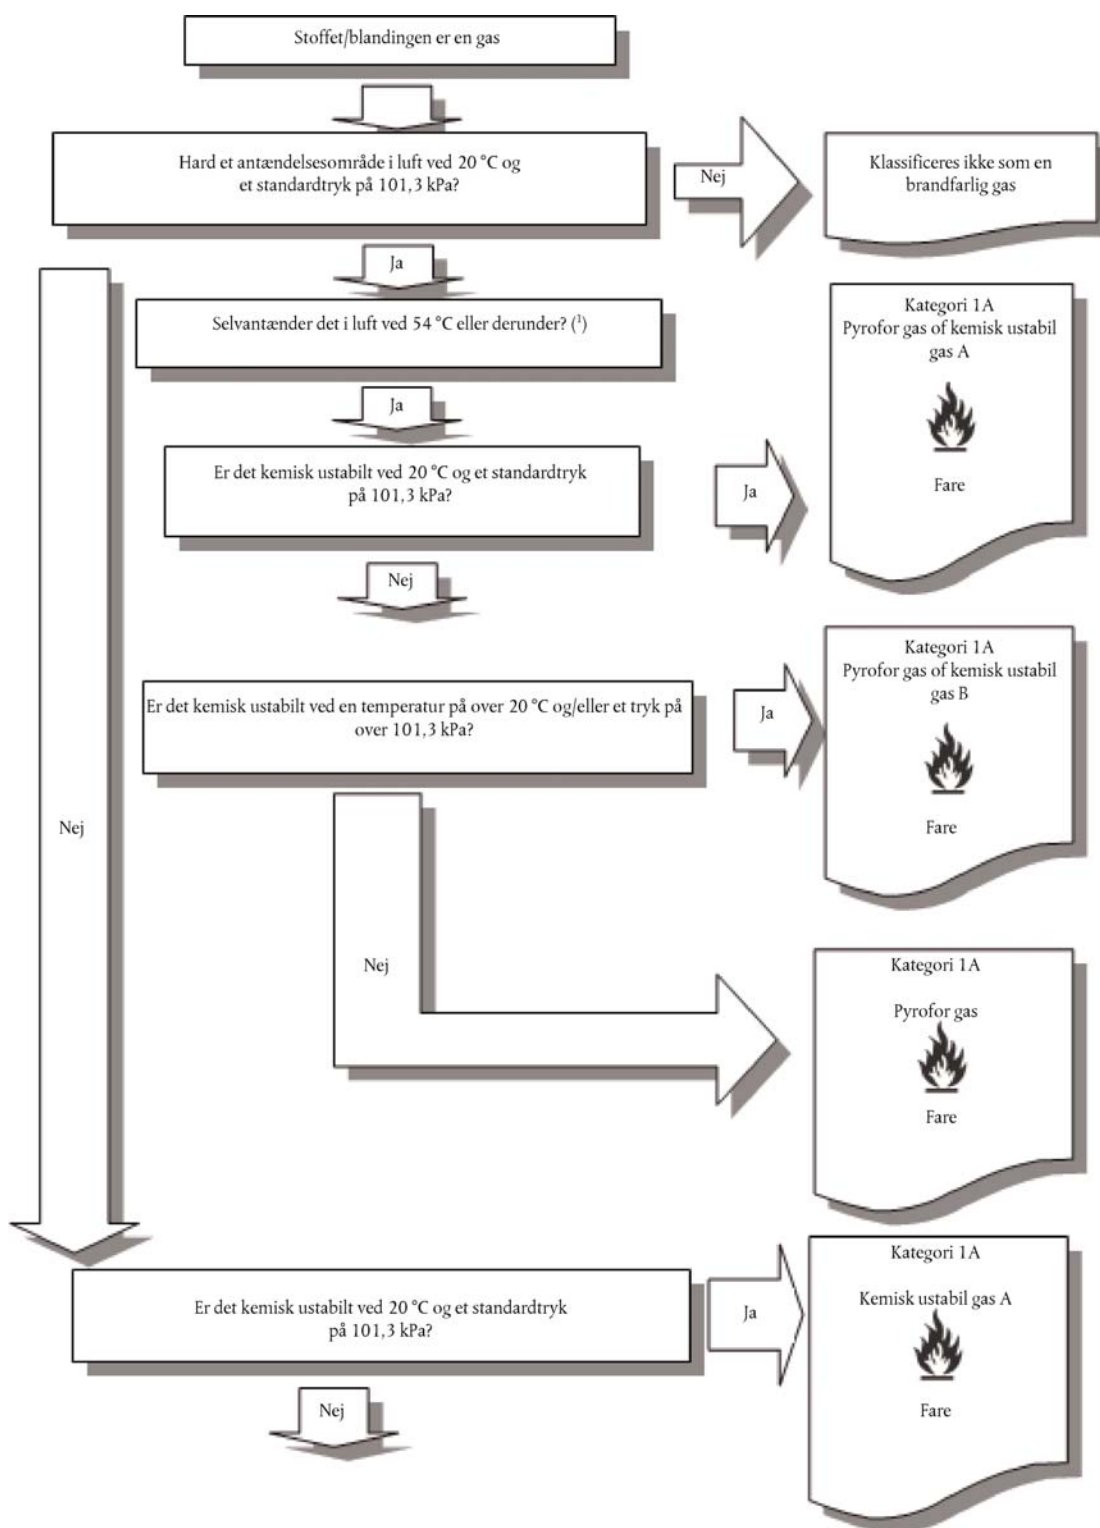 Stoffet/blandingen er en gas
Hard et antændelsesområde i luft ved 20 °C og
et standardtryk på 101,3 kPa?
Nej
Klassificeres ikke som en
brandfarlig gas
Ja
Selvantænder det i luft ved 54 °C eller derunder? (¹)
Kategori 1A
Pyrofor gas of kemisk ustabil
gas A
Fare
Ja
Er det kemisk ustabilt ved 20 °C og et standardtryk
på 101,3 kPa?
Ja
Nej
Kategori 1A
Pyrofor gas of kemisk ustabil
gas B
Fare
Er det kemisk ustabilt ved en temperatur på over 20 °C og/eller et tryk på
over 101,3 kPa?
Ja
Nej
Nej
Kategori 1A
Pyrofor gas
Fare
Er det kemisk ustabilt ved 20 °C og et standardtryk
på 101,3 kPa?
Ja
Kategori 1A
Kemisk ustabil gas A
Fare
Nej